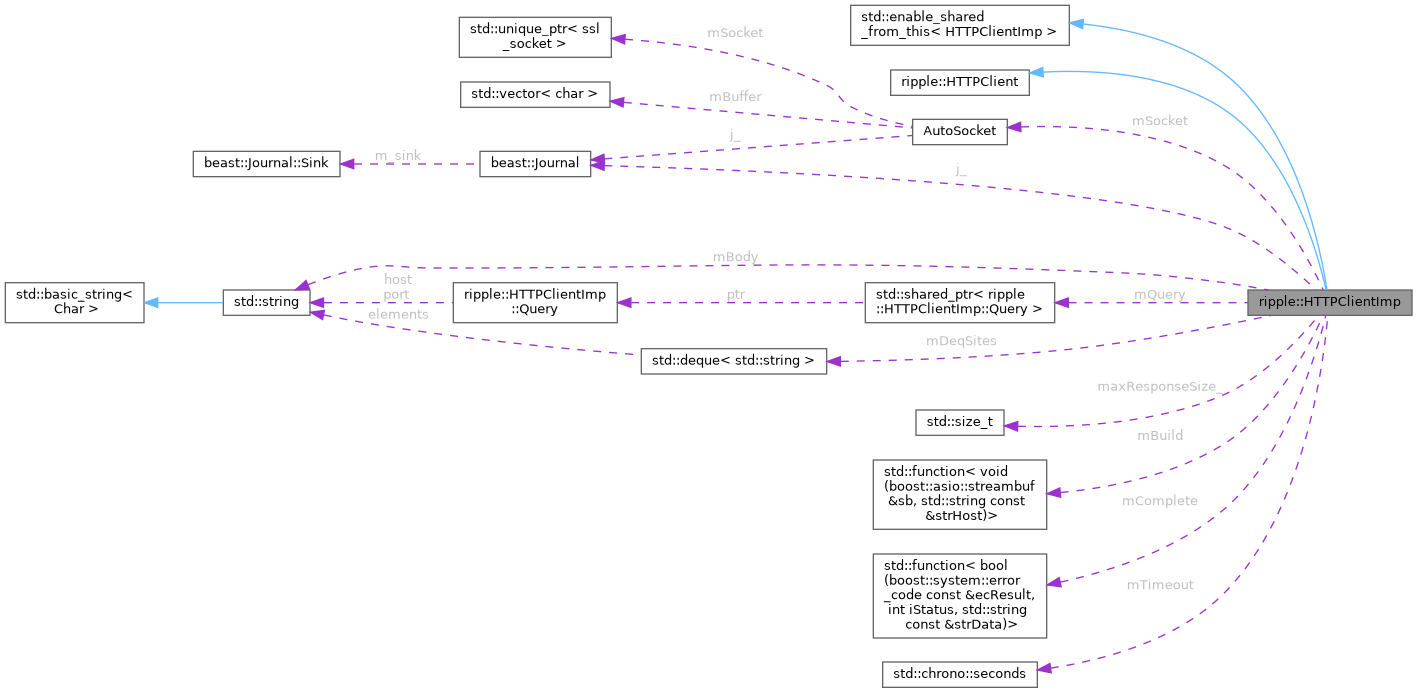 std::enable_shared
_from_this< HTTPClientImp >
std::unique_ptr< ssl
_socket >
mSocket
ripple::HTTPClient
std::vector< char >
mBuffer
AutoSocket
mSocket
j_
beast::Journal::Sink
m_sink
beast::Journal
j_
mBody
std::basic_string<
Char >
std::string
host
port
elements
ripple::HTTPClientImp
::Query
ptr
std::shared_ptr< ripple
::HTTPClientImp::Query >
mQuery
ripple::HTTPClientImp
std::deque< std::string >
mDeqSites
maxResponseSize_
std::size_t
mBuild
std::function< void
(boost::asio::streambuf
&sb, std::string const
&strHost)>
mComplete
std::function< bool
(boost::system::error
_code const &ecResult,
int iStatus, std::string
const &strData)>
mTimeout
std::chrono::seconds